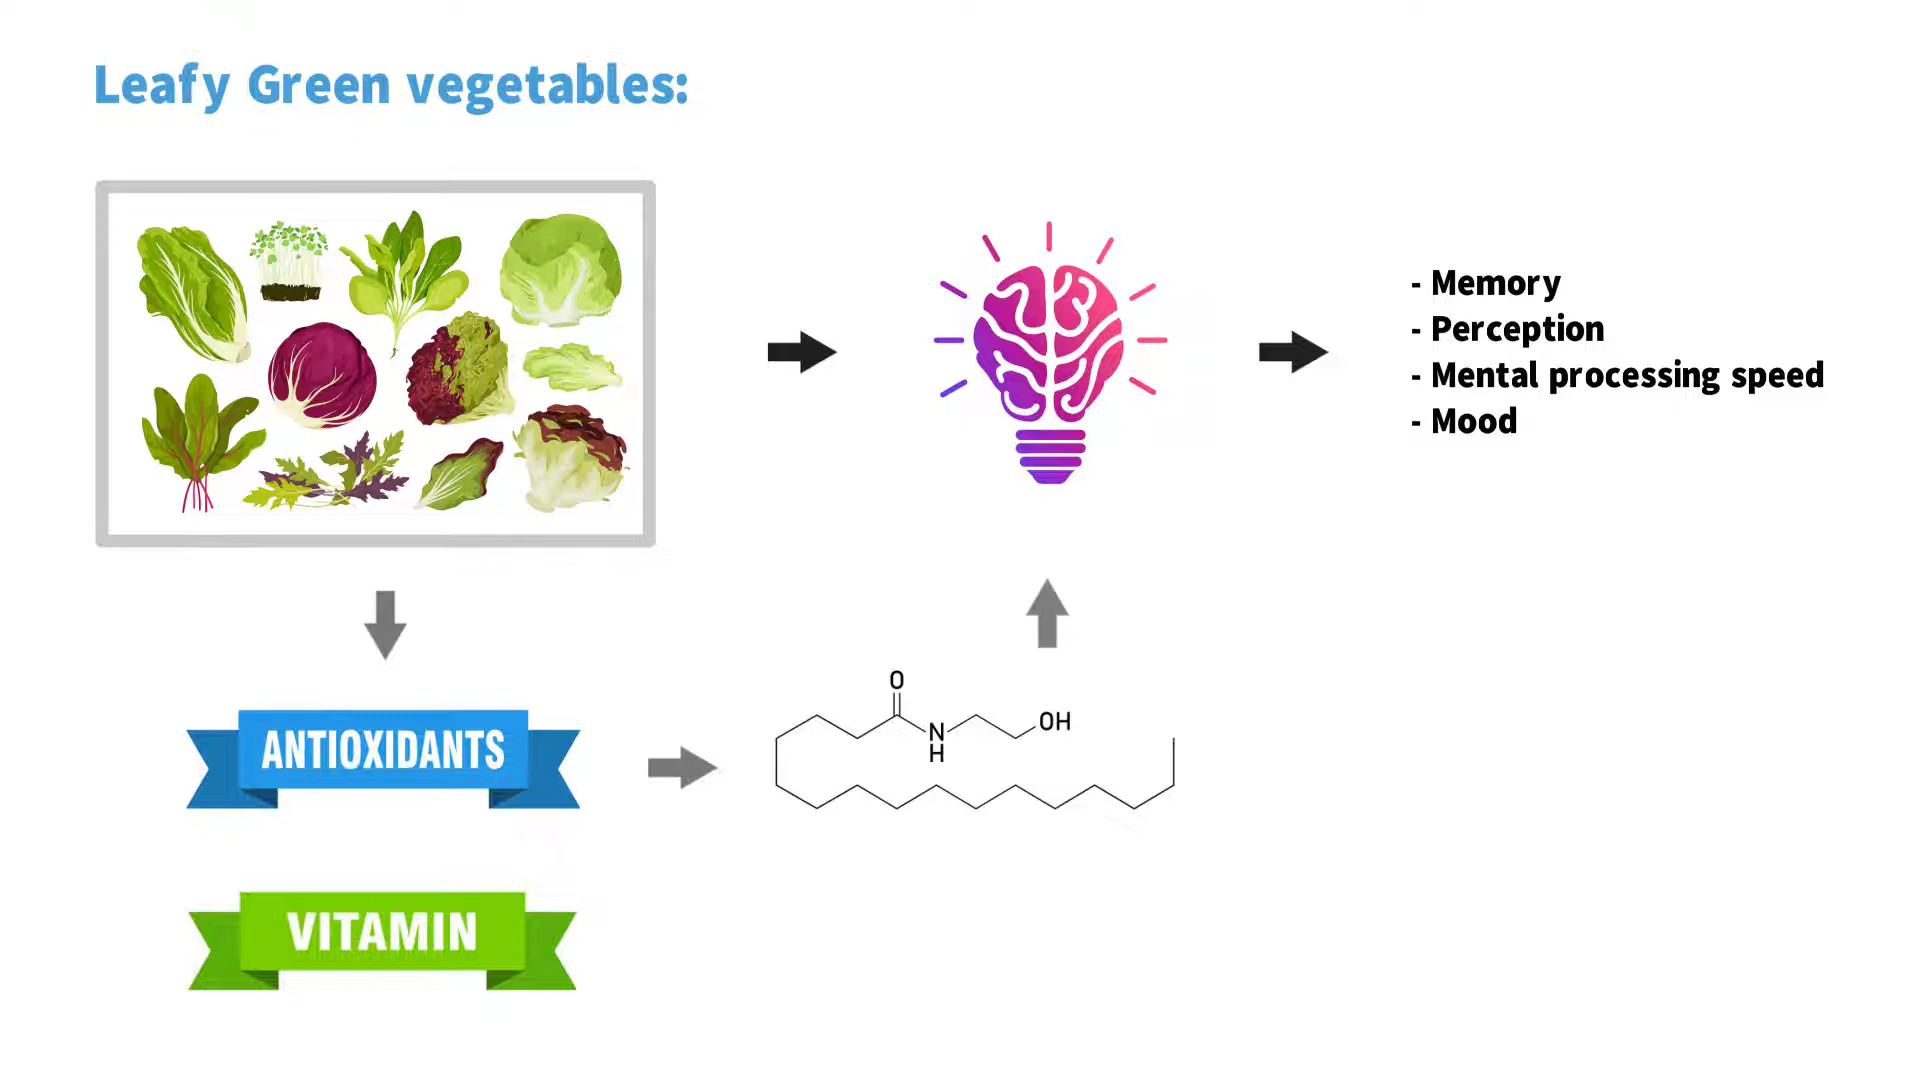 Leafy Green vegetables:
- Memory
- Perception
- Mental processing speed
- Mood
ANTIOXIDANTS
O
N
H
OH
VITAMIN